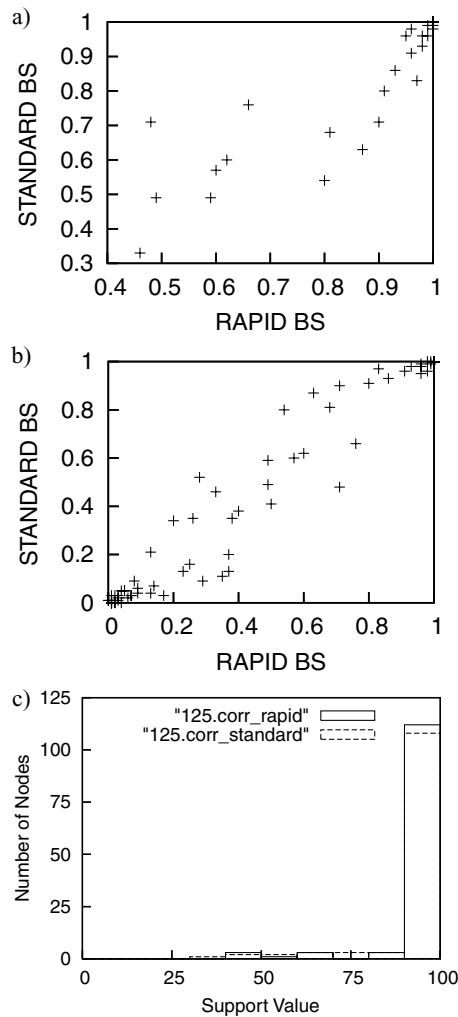 a)
1
0.9
0.8
0.7
0.6
0.5
0.4
0.3
STANDARD BS
0.4 0.5 0.6 0.7 0.8 0.9 1
RAPID BS
b)
1
0.8
0.6
0.4
0.2
0
STANDARD BS
0 0.2 0.4 0.6 0.8 1
RAPID BS
c)
125
100
75
50
25
0
Number of Nodes
"125.corr_rapid"
"125.corr_standard"
0 25 50 75 100
Support Value